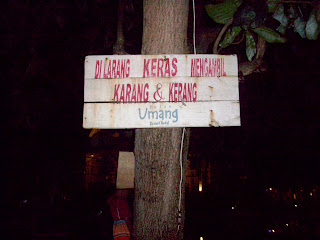 DI LARANG KERAS MENGAMBIL
KARANG & KERANG
Umang